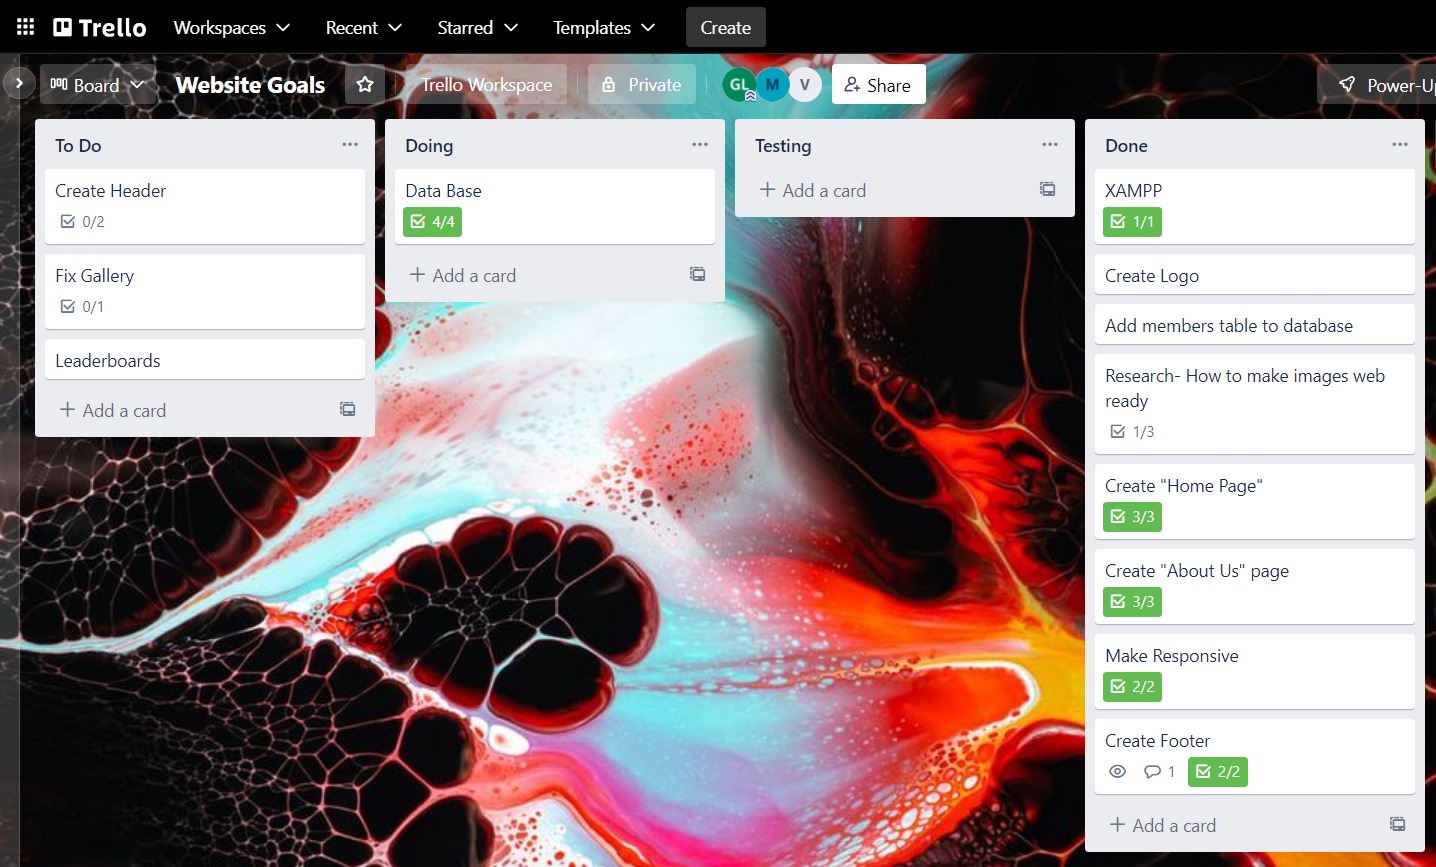 Trello Workspaces Recent Starred Templates Create
Board Website Goals Trello Workspace Private GL M V Share Power-Up
To Do
Create Header
0/2
Fix Gallery
0/1
Leaderboards
Add a card
Doing
Data Base
4/4
Add a card
Testing
Add a card
Done
XAMPP
1/1
Create Logo
Add members table to database
Research- How to make images web
ready
1/3
Create "Home Page"
3/3
Create "About Us" page
3/3
Make Responsive
2/2
Create Footer
1 2/2
Add a card